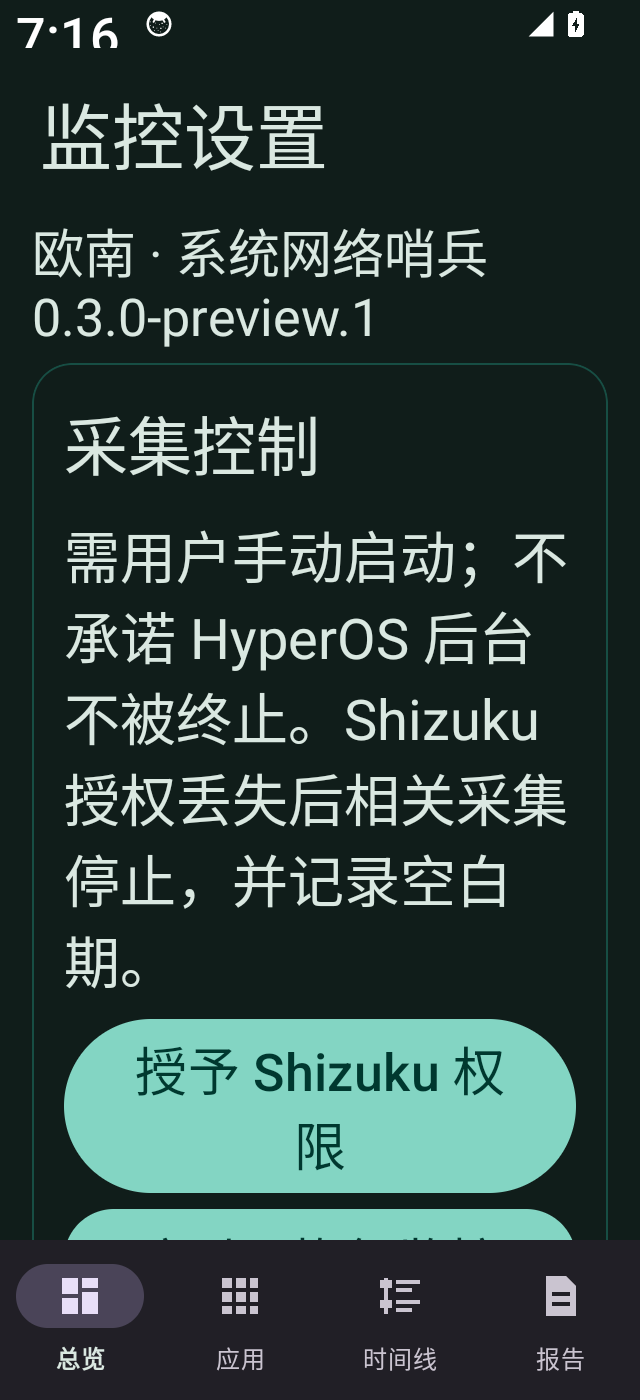 7:16
监控设置
欧南 · 系统网络哨兵
0.3.0-preview.1
采集控制
需用户手动启动；不
承诺 HyperOS 后台
不被终止。Shizuku
授权丢失后相关采集
停止，并记录空白
期。
授予 Shizuku 权
限
总览
应用
时间线
报告